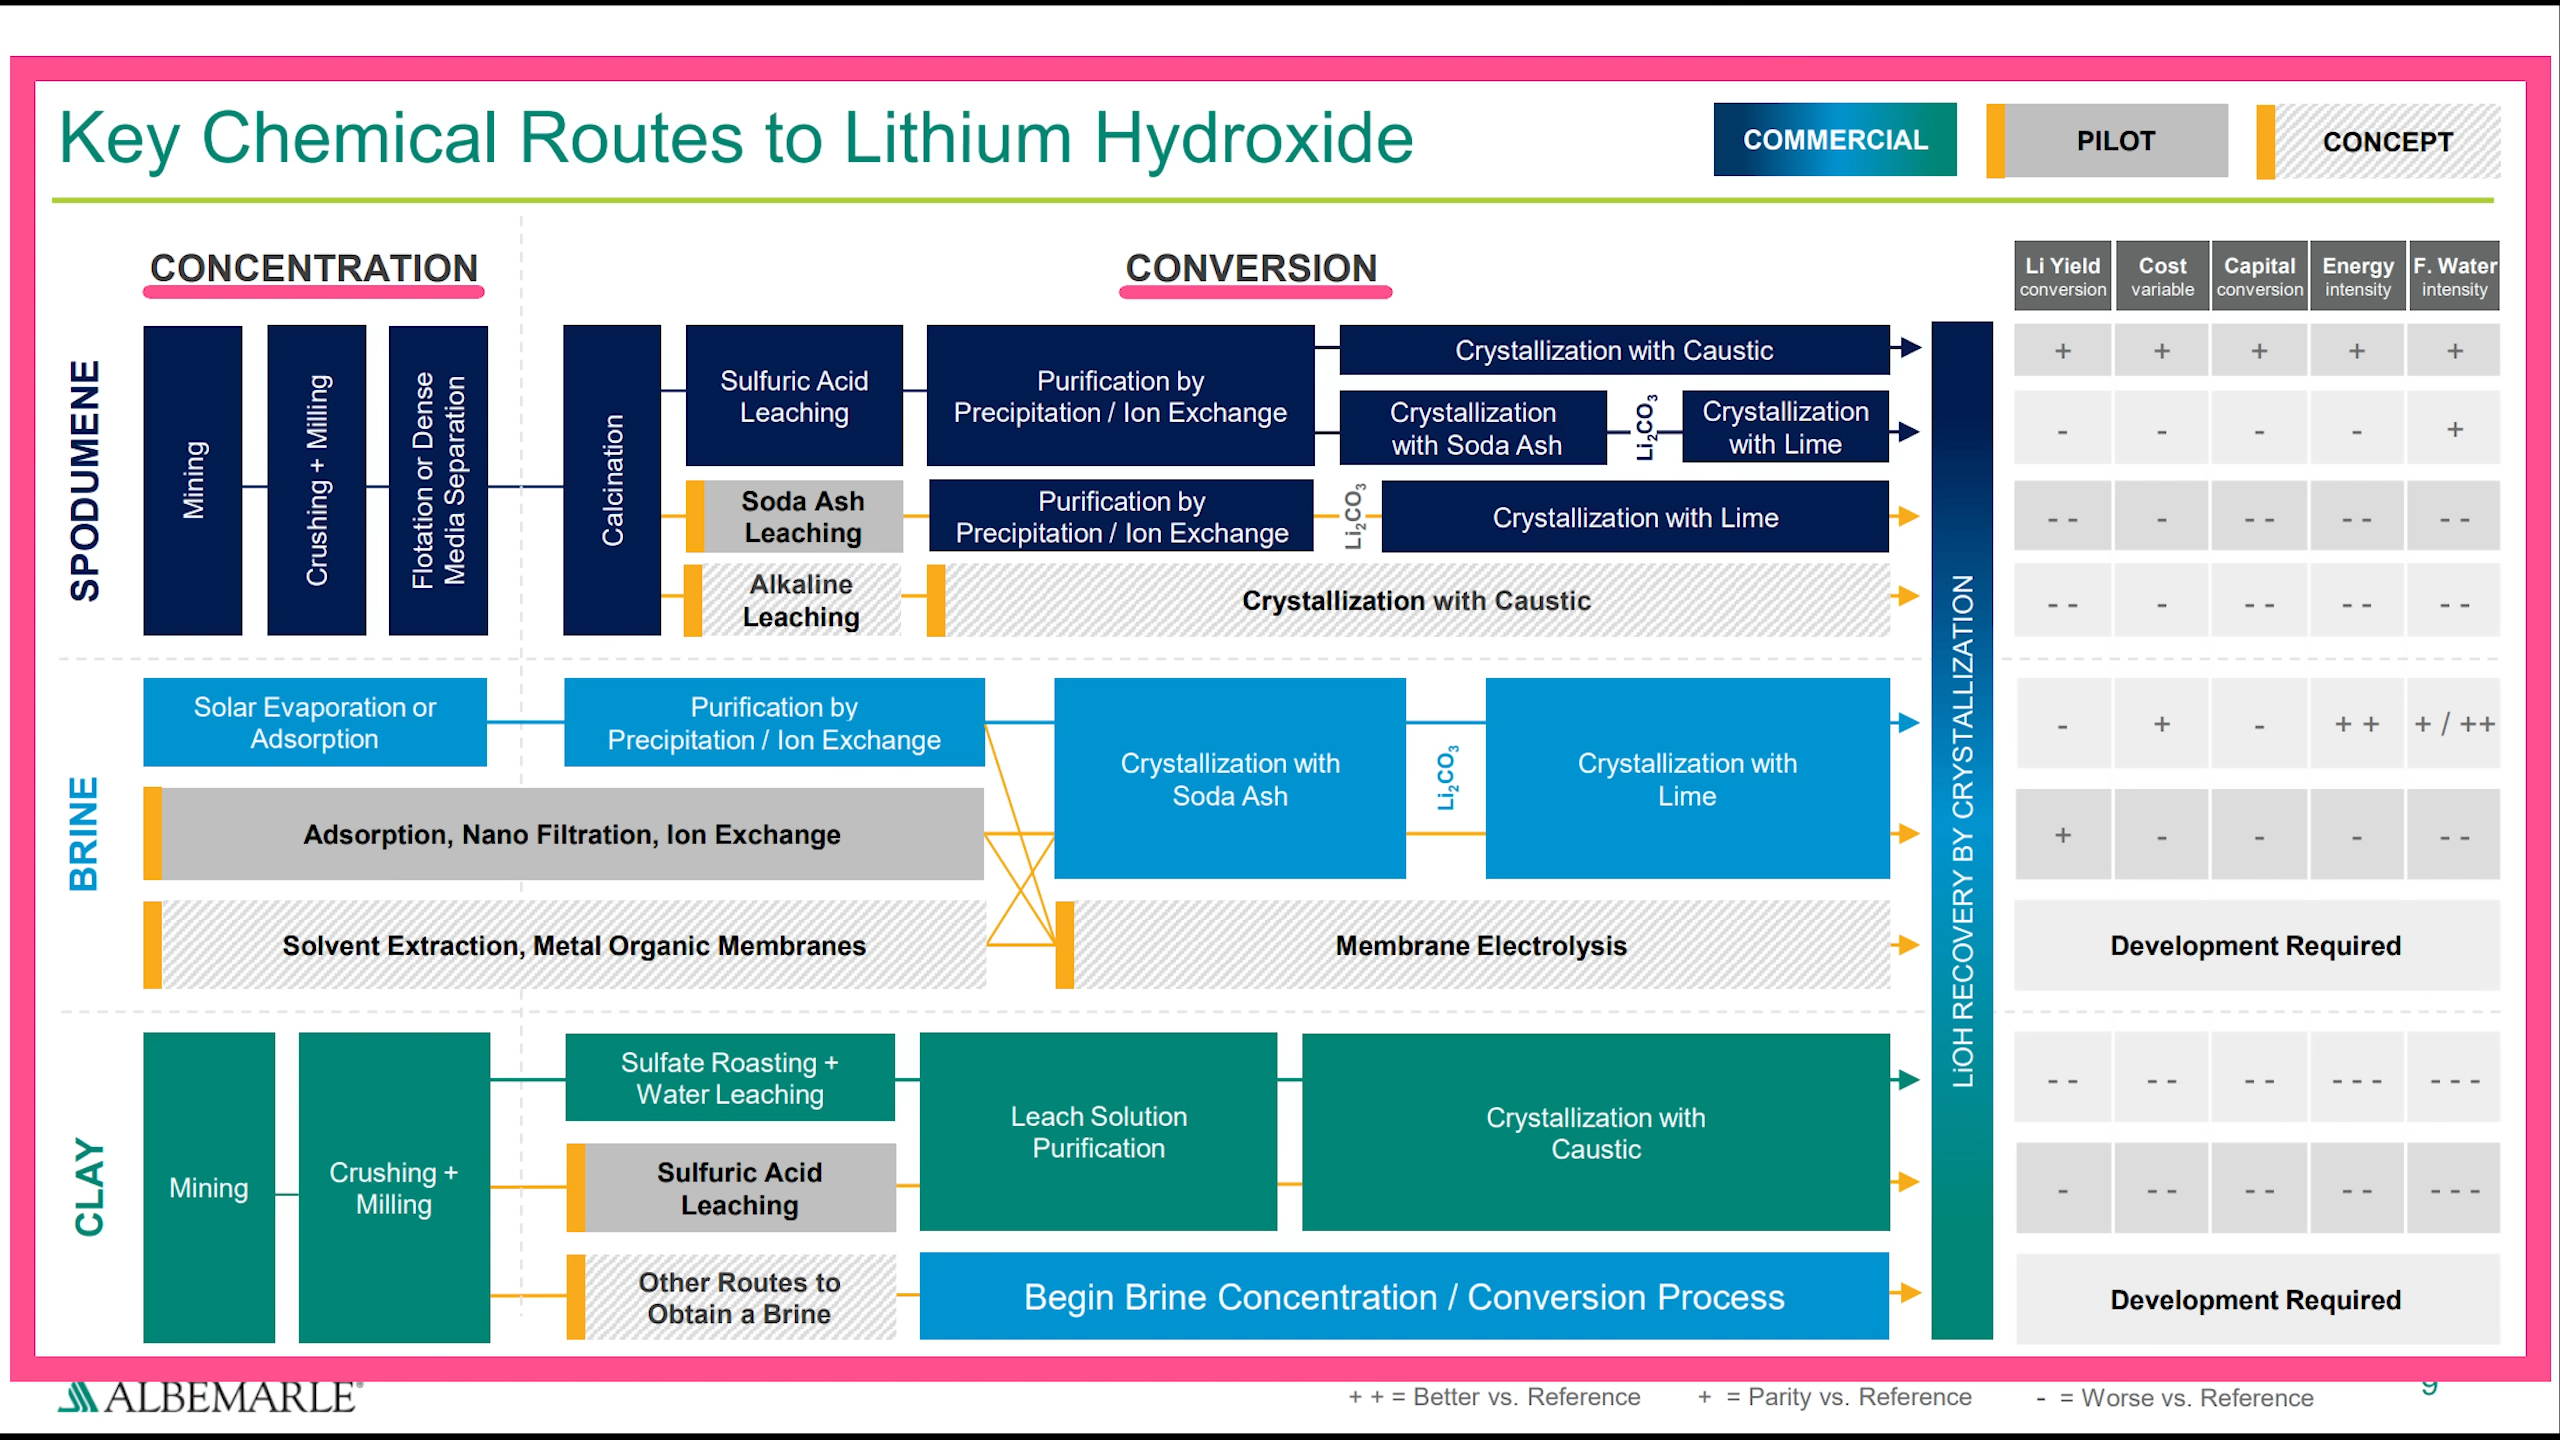 Key Chemical Routes to Lithium Hydroxide
COMMERCIAL
PILOT
CONCEPT
CONCENTRATION
CONVERSION
Li Yield
conversion
Cost
variable
Capital
conversion
Energy
intensity
F. Water
intensity
SPODUMENE
Mining
Crushing + Milling
Flotation or Dense
Media Separation
Calcination
Sulfuric Acid
Leaching
Purification by
Precipitation / Ion Exchange
Crystallization with Caustic
+ + + + +
Crystallization
with Soda Ash
Li₂CO₃
Crystallization
with Lime
- - - - +
Soda Ash
Leaching
Purification by
Precipitation / Ion Exchange
Li₂CO₃
Crystallization with Lime
- - - - - - - - -
Alkaline
Leaching
Crystallization with Caustic
- - - - - - - - -
LiOH RECOVERY BY CRYSTALLIZATION
BRINE
Solar Evaporation or
Adsorption
Purification by
Precipitation / Ion Exchange
Crystallization with
Soda Ash
Li₂CO₃
Crystallization with
Lime
- + - + + + / ++
Adsorption, Nano Filtration, Ion Exchange
+ - - - - -
Solvent Extraction, Metal Organic Membranes
Membrane Electrolysis
Development Required
CLAY
Mining
Crushing +
Milling
Sulfate Roasting +
Water Leaching
Leach Solution
Purification
Crystallization with
Caustic
- - - - - - - - - - - -
Sulfuric Acid
Leaching
- - - - - - - - - -
Other Routes to
Obtain a Brine
Begin Brine Concentration / Conversion Process
Development Required
ALBEMARLE®
+ + = Better vs. Reference
+ = Parity vs. Reference
- = Worse vs. Reference
9